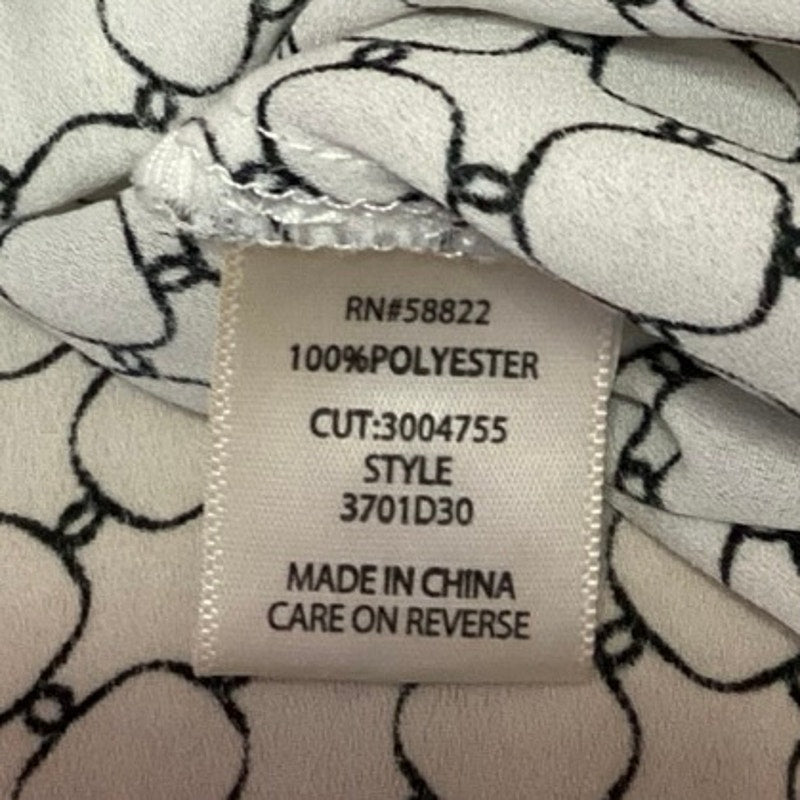 RN#58822
100%POLYESTER
CUT:3004755
STYLE
3701D30
MADE IN CHINA
CARE ON REVERSE